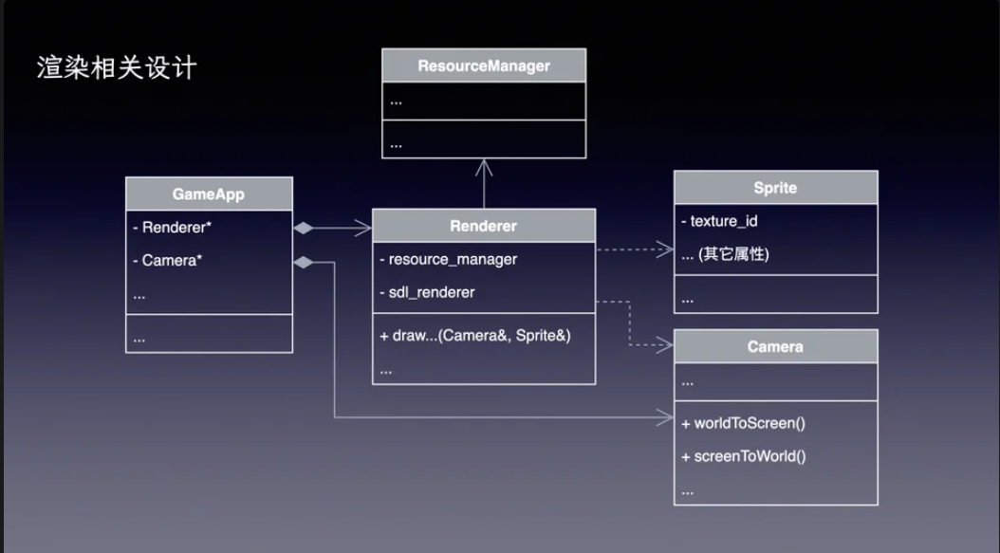 渲染相关设计
ResourceManager
...
...
GameApp
- Renderer*
- Camera*
...
...
Renderer
- resource_manager
- sdl_renderer
+ draw...(Camera&, Sprite&)
...
Sprite
- texture_id
... (其它属性)
...
Camera
...
+ worldToScreen()
+ screenToWorld()
...